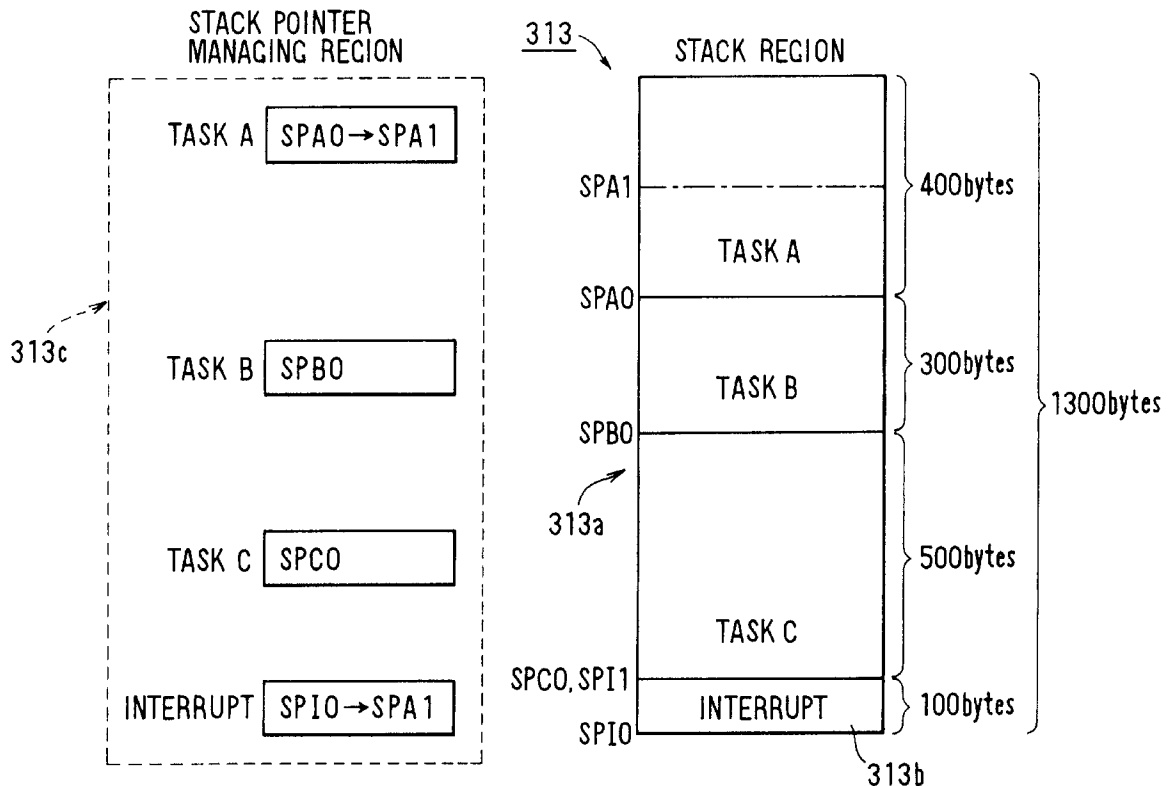 STACK POINTER
MANAGING REGION
TASK A
SPA0→SPA1
313c
TASK B
SPB0
TASK C
SPC0
INTERRUPT
SPI0→SPA1
313
STACK REGION
SPA1
TASK A
400bytes
SPA0
TASK B
300bytes
SPB0
1300bytes
313a
500bytes
TASK C
SPC0, SPI1
INTERRUPT
100bytes
SPI0
313b